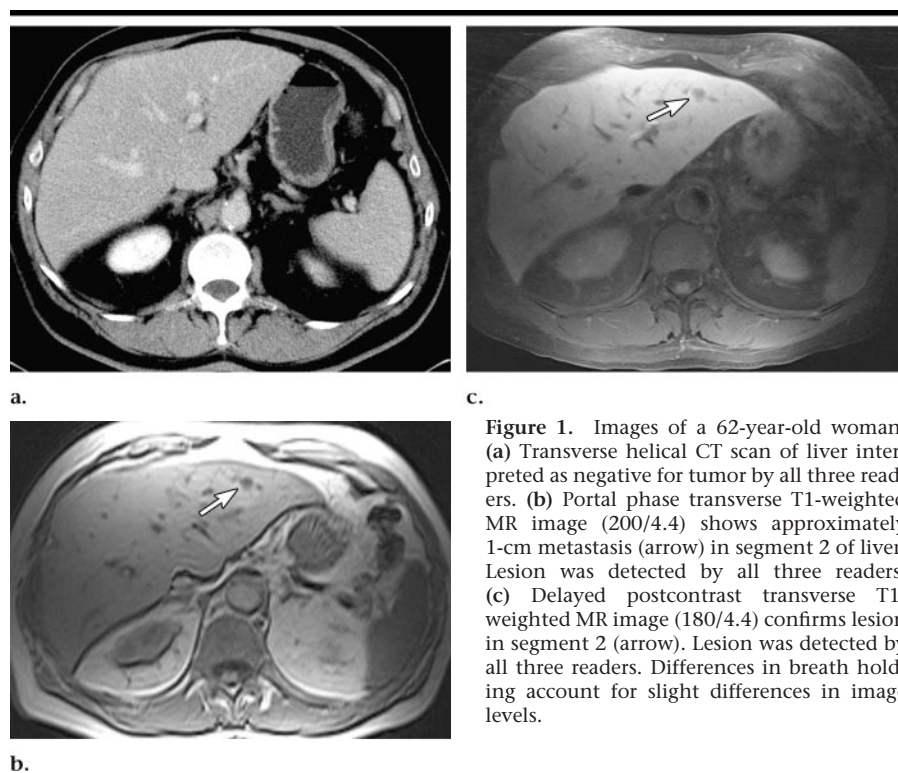 a.
c.
b.
Figure 1. Images of a 62-year-old woman
(a) Transverse helical CT scan of liver inter
preted as negative for tumor by all three read
ers. (b) Portal phase transverse T1-weighted
MR image (200/4.4) shows approximately
1-cm metastasis (arrow) in segment 2 of liver
Lesion was detected by all three readers
(c) Delayed postcontrast transverse T1
weighted MR image (180/4.4) confirms lesion
in segment 2 (arrow). Lesion was detected by
all three readers. Differences in breath hold
ing account for slight differences in image
levels.